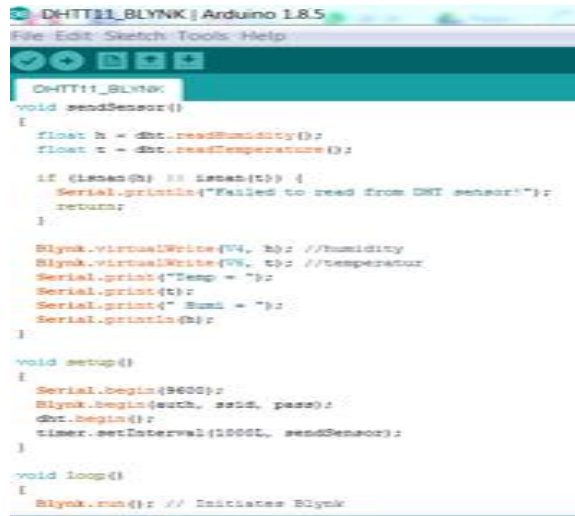 DHTT11_BLYNK | Arduino 1.8.5
File Edit Sketch Tools Help
DHTT11_BLYNK
void sendSensor()
{
float h = dht.readHumidity();
float t = dht.readTemperature();
if (isnan(h) || isnan(t)) {
Serial.println("Failed to read from DHT sensor!");
return;
}
Blynk.virtualWrite(V4, h); //humidity
Blynk.virtualWrite(V6, t); //temperatur
Serial.print("Temp = ");
Serial.print(t);
Serial.print(" Humi = ");
Serial.println(h);
}
void setup()
{
Serial.begin(9600);
Blynk.begin(auth, ssid, pass);
dht.begin();
timer.setInterval(1000L, sendSensor);
}
void loop()
{
Blynk.run(); // Initiates Blynk